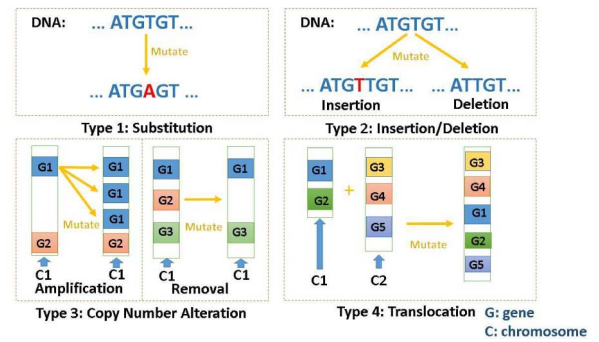 DNA: ... ATGTGT...
Mutate
... ATGAGT ...
Type 1: Substitution
DNA: ... ATGTGT...
Mutate
... ATGTTGT... ... ATTGT...
Insertion Deletion
Type 2: Insertion/Deletion
G1 G1
G1
G1
Mutate
G2 G2
C1 C1
Amplification
G1 G1
G2
Mutate
G3 G3
C1 C1
Removal
Type 3: Copy Number Alteration
G1 G3 G3
G2 + G4 G4
G5 G1
Mutate
G2
G5
C1 C2
Type 4: Translocation
G: gene
C: chromosome